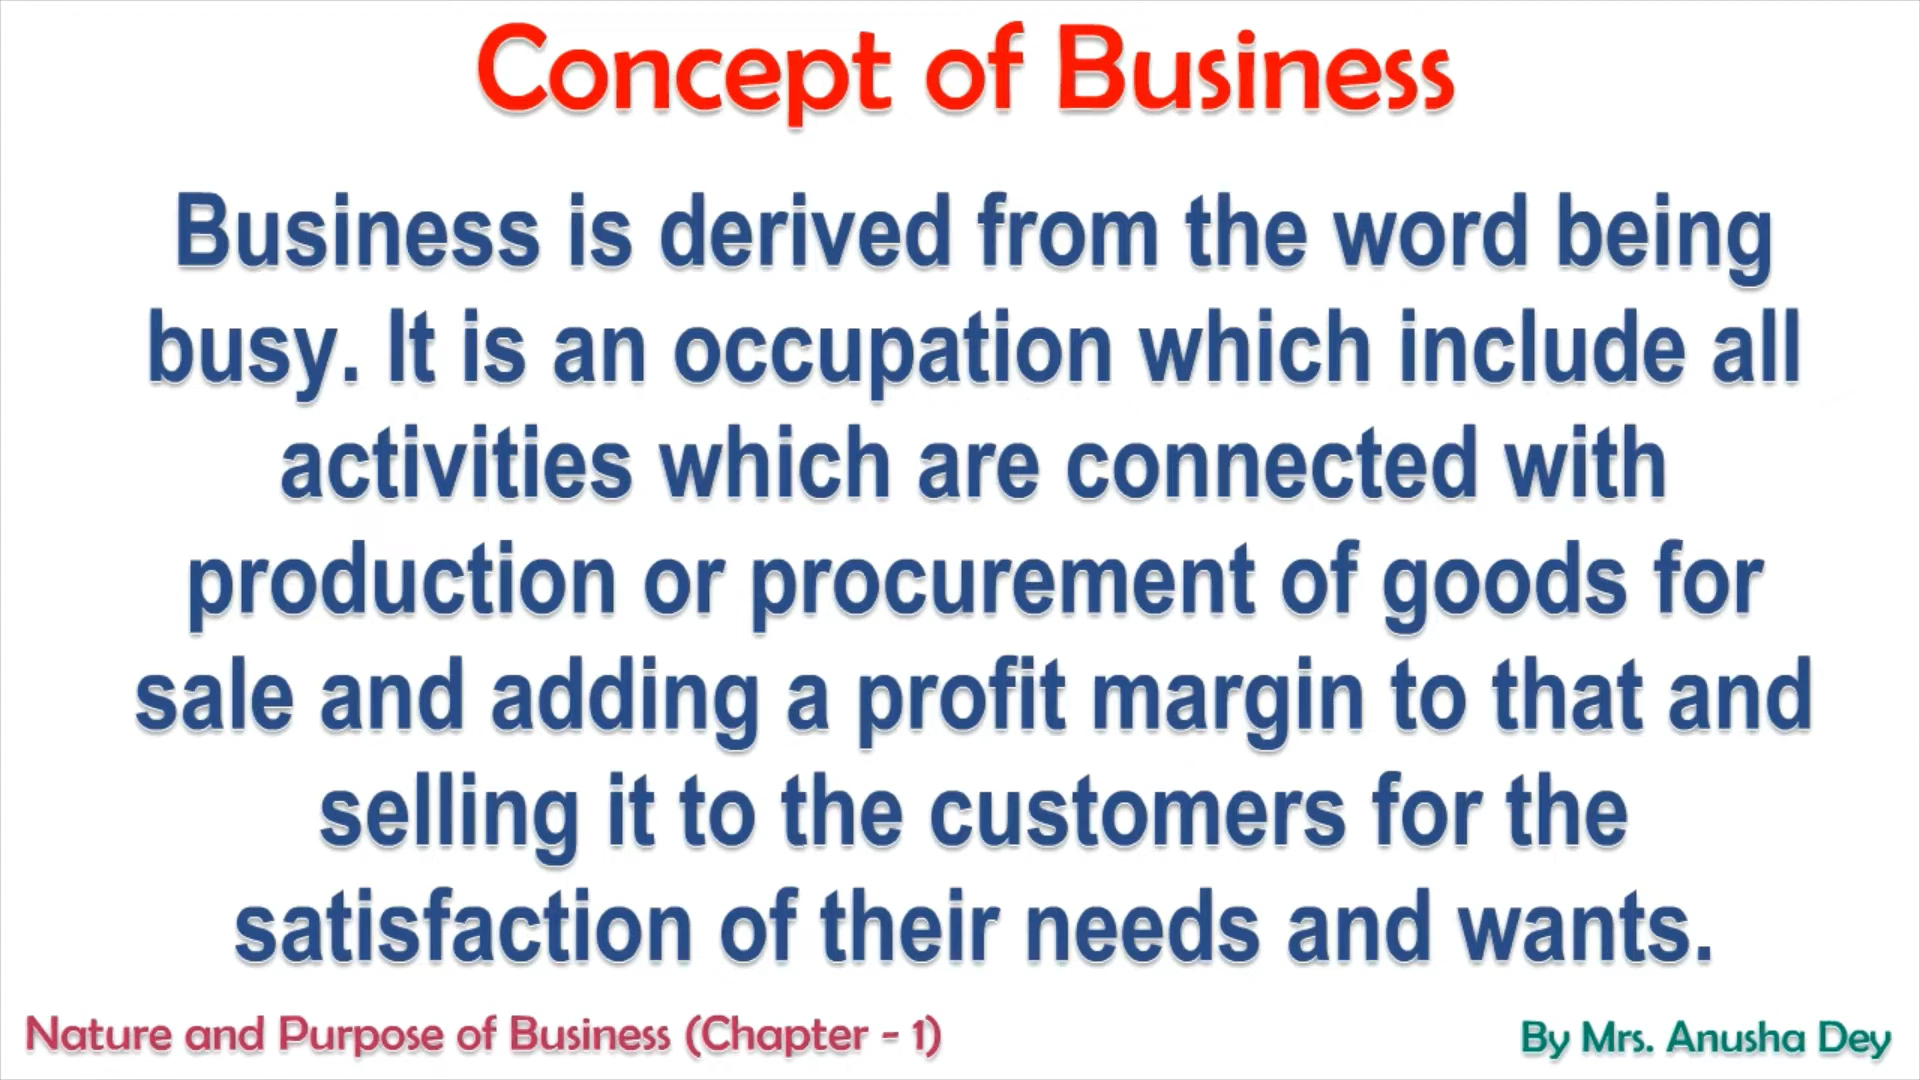 Concept of Business
Business is derived from the word being
busy. It is an occupation which include all
activities which are connected with
production or procurement of goods for
sale and adding a profit margin to that and
selling it to the customers for the
satisfaction of their needs and wants.
Nature and Purpose of Business (Chapter - 1)
By Mrs. Anusha Dey